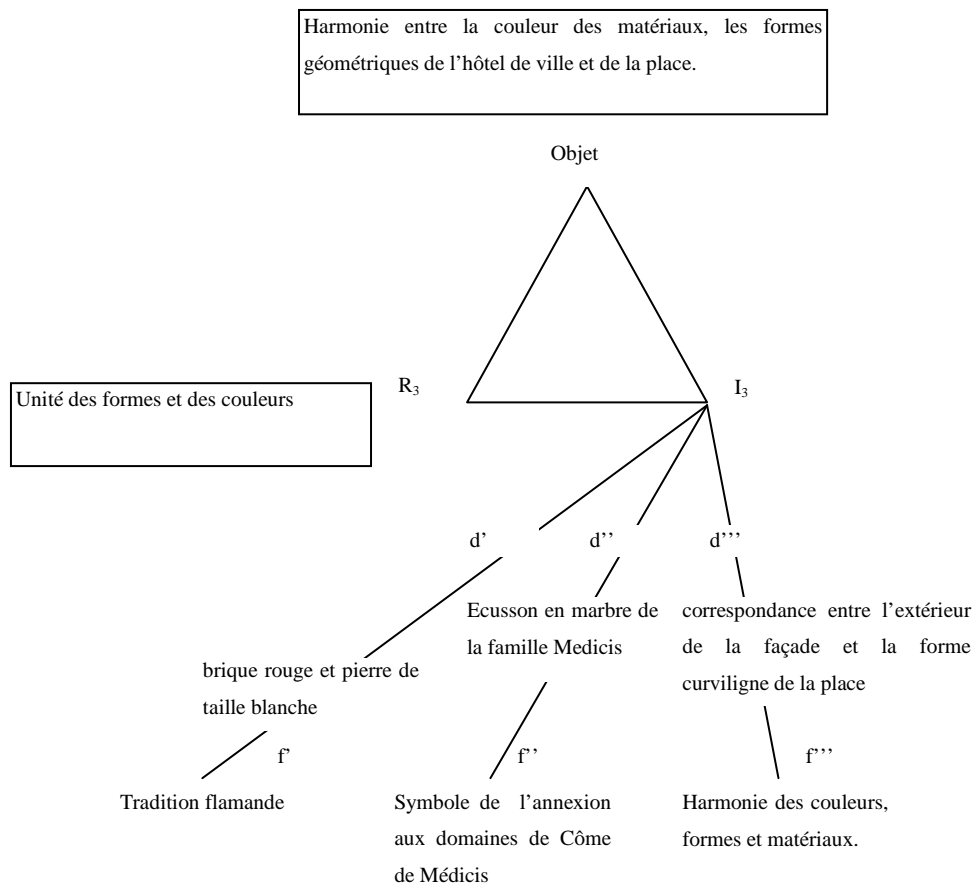 Harmonie entre la couleur des matériaux, les formes
géométriques de l’hôtel de ville et de la place.
Objet
Unité des formes et des couleurs
R₃
I₃
d’
d’’
d’’’
brique rouge et pierre de
taille blanche
Ecusson en marbre de
la famille Medicis
correspondance entre l’extérieur
de la façade et la forme
curviligne de la place
f’
f’’
f’’’
Tradition flamande
Symbole de l’annexion
aux domaines de Côme
de Médicis
Harmonie des couleurs,
formes et matériaux.